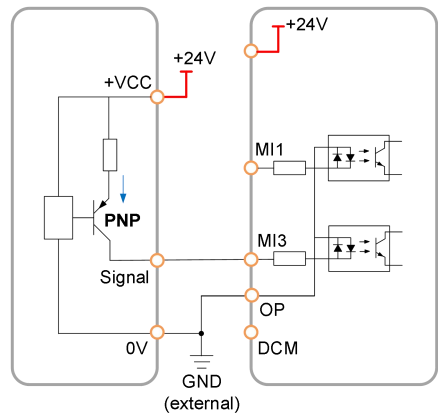 +24V
+VCC
PNP
Signal
0V
GND
(external)
+24V
MI1
MI3
OP
DCM